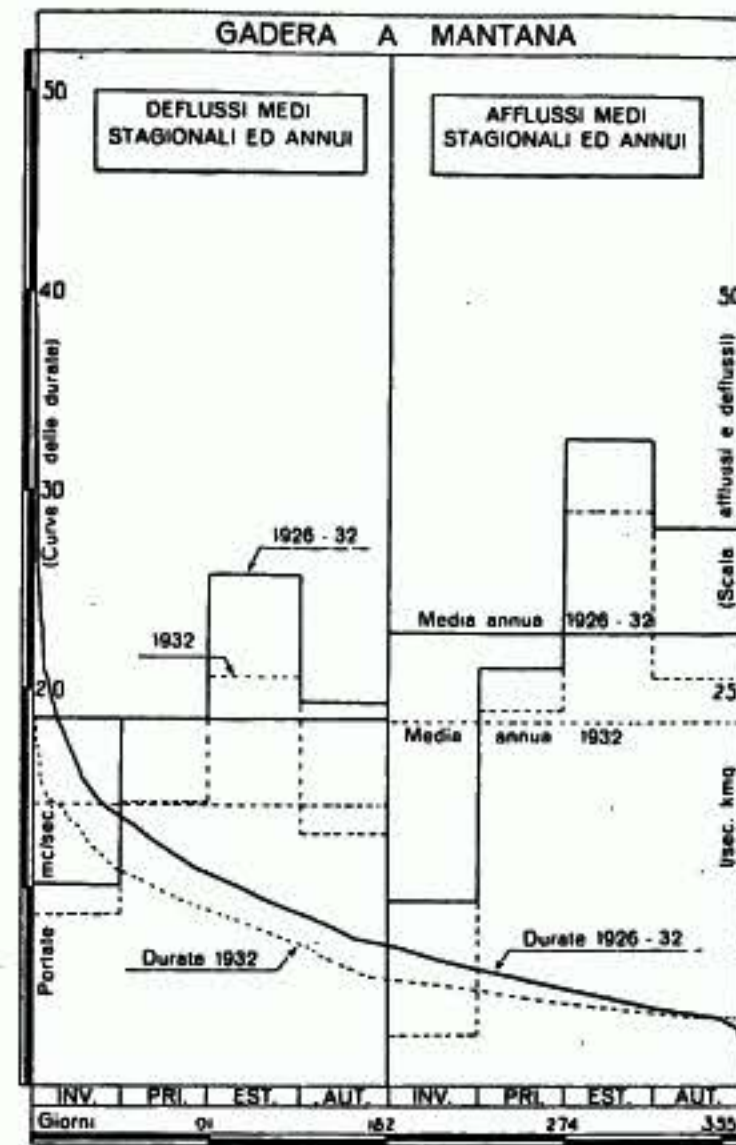 GADERA A MANTANA
DEFLUSSI MEDI
STAGIONALI ED ANNUI
AFFLUSSI MEDI
STAGIONALI ED ANNUI
50
40
30
20
(Curve delle durate)
Portate mc/sec.
50
25
(Scala afflussi e deflussi)
l/sec. kmq
1926 - 32
1932
Media annua 1926 - 32
Media annua 1932
Durate 1932
Durate 1926 - 32
INV. PRI. EST. AUT. INV. PRI. EST. AUT.
Giorni 182 274 355